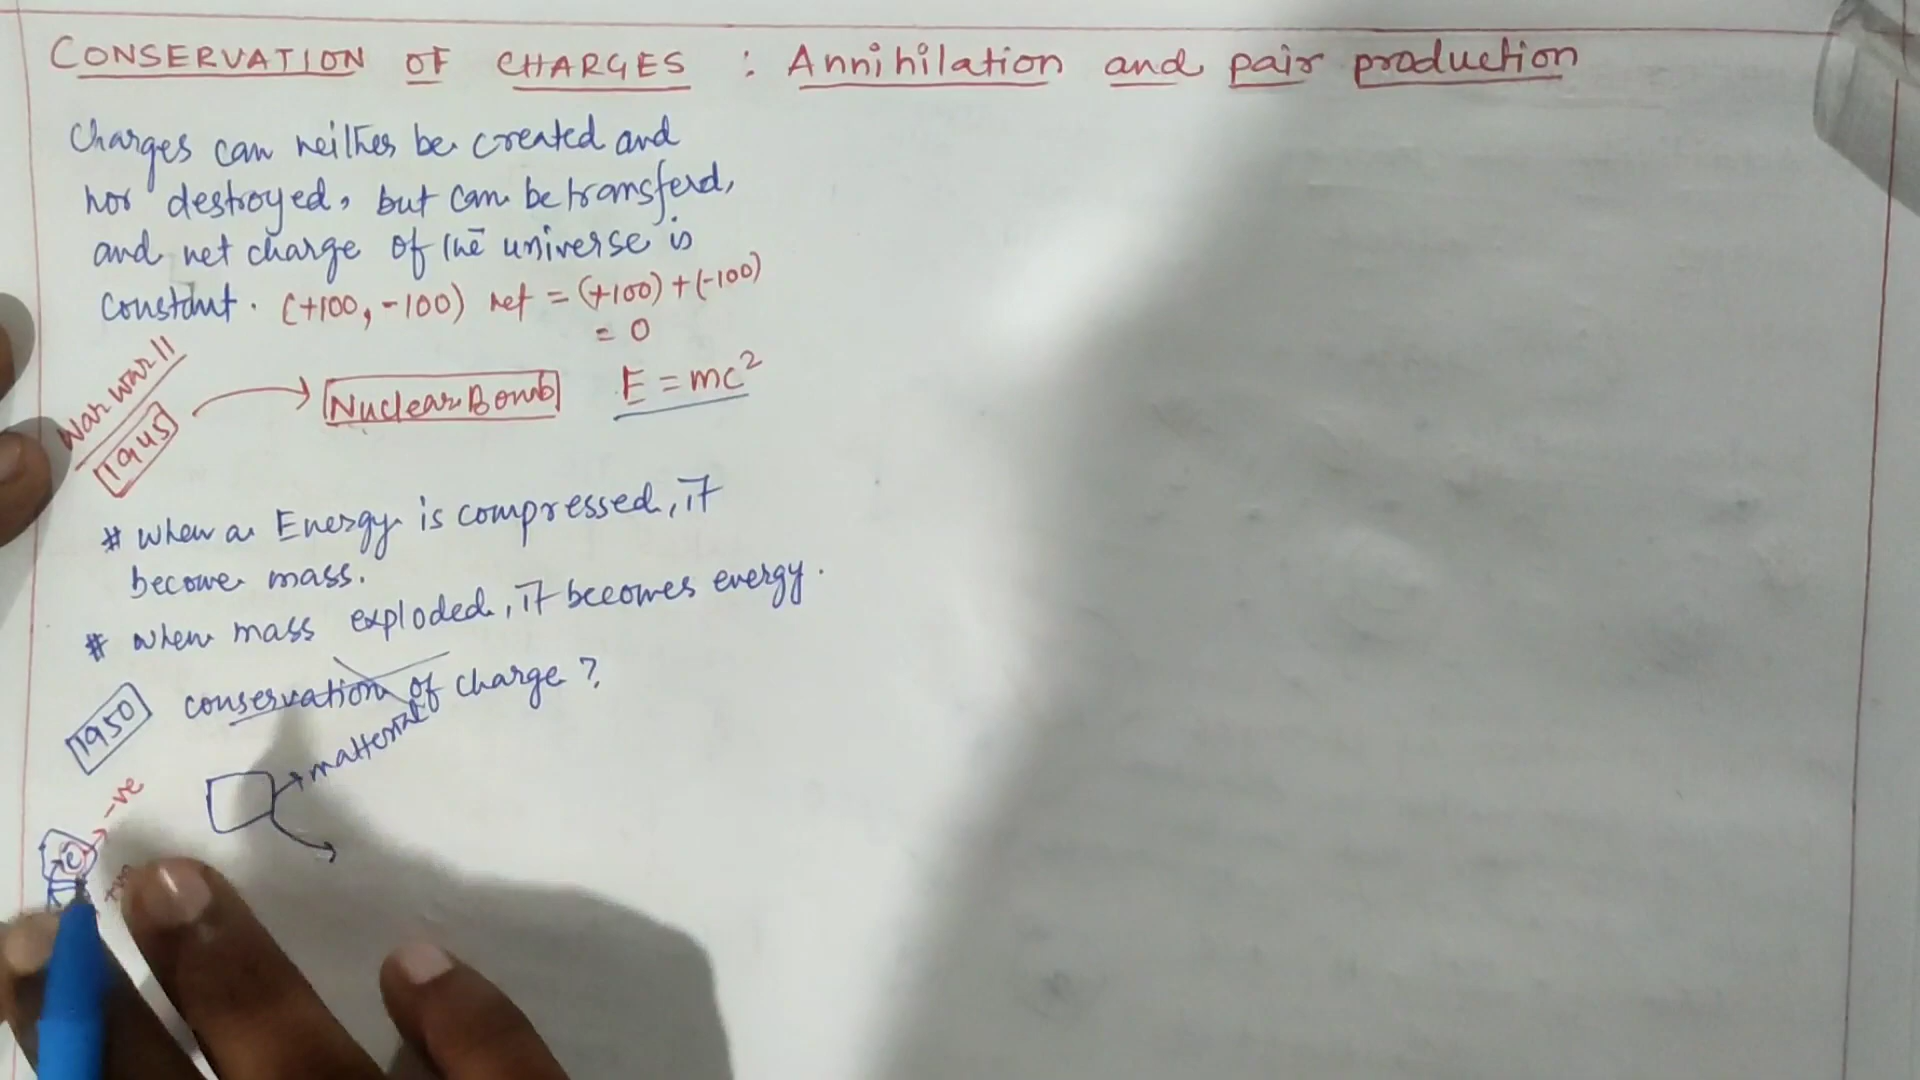 CONSERVATION OF CHARGES : Annihilation and pair production
Charges can neither be created and
nor destroyed, but can be transferd,
and net charge of the universe is
constant. (+100, -100) net = (+100) + (-100)
= 0
War war II
1945
Nuclear Bomb
E = mc²
# when a Energy is compressed, it
become mass.
# when mass exploded, it becomes energy.
1950
conservation of charge ?
matterial
-ve
e